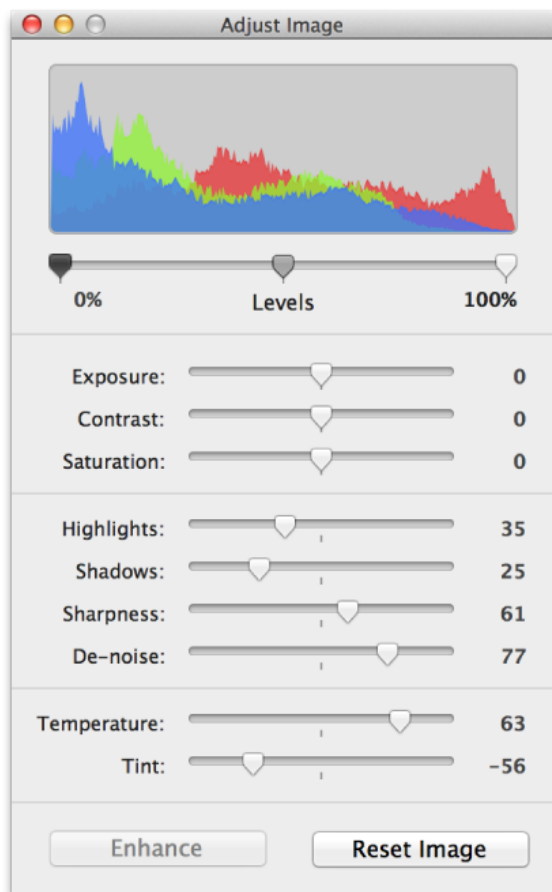 Adjust Image
0% Levels 100%
Exposure: 0
Contrast: 0
Saturation: 0
Highlights: 35
Shadows: 25
Sharpness: 61
De-noise: 77
Temperature: 63
Tint: -56
Enhance Reset Image